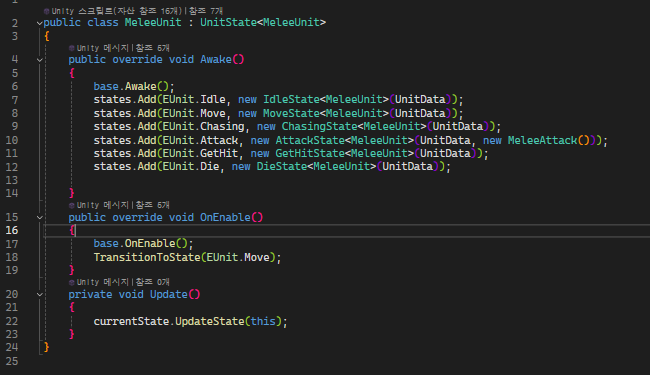 1
Unity 스크립트(자산 참조 16개)|참조 7개
2 public class MeleeUnit : UnitState<MeleeUnit>
3 {
Unity 메시지|참조 6개
4 public override void Awake()
5 {
6 base.Awake();
7 states.Add(EUnit.Idle, new IdleState<MeleeUnit>(UnitData));
8 states.Add(EUnit.Move, new MoveState<MeleeUnit>(UnitData));
9 states.Add(EUnit.Chasing, new ChasingState<MeleeUnit>(UnitData));
10 states.Add(EUnit.Attack, new AttackState<MeleeUnit>(UnitData, new MeleeAttack()));
11 states.Add(EUnit.GetHit, new GetHitState<MeleeUnit>(UnitData));
12 states.Add(EUnit.Die, new DieState<MeleeUnit>(UnitData));
13
14 }
Unity 메시지|참조 6개
15 public override void OnEnable()
16 {
17 base.OnEnable();
18 TransitionToState(EUnit.Move);
19 }
Unity 메시지|참조 0개
20 private void Update()
21 {
22 currentState.UpdateState(this);
23 }
24 }
25